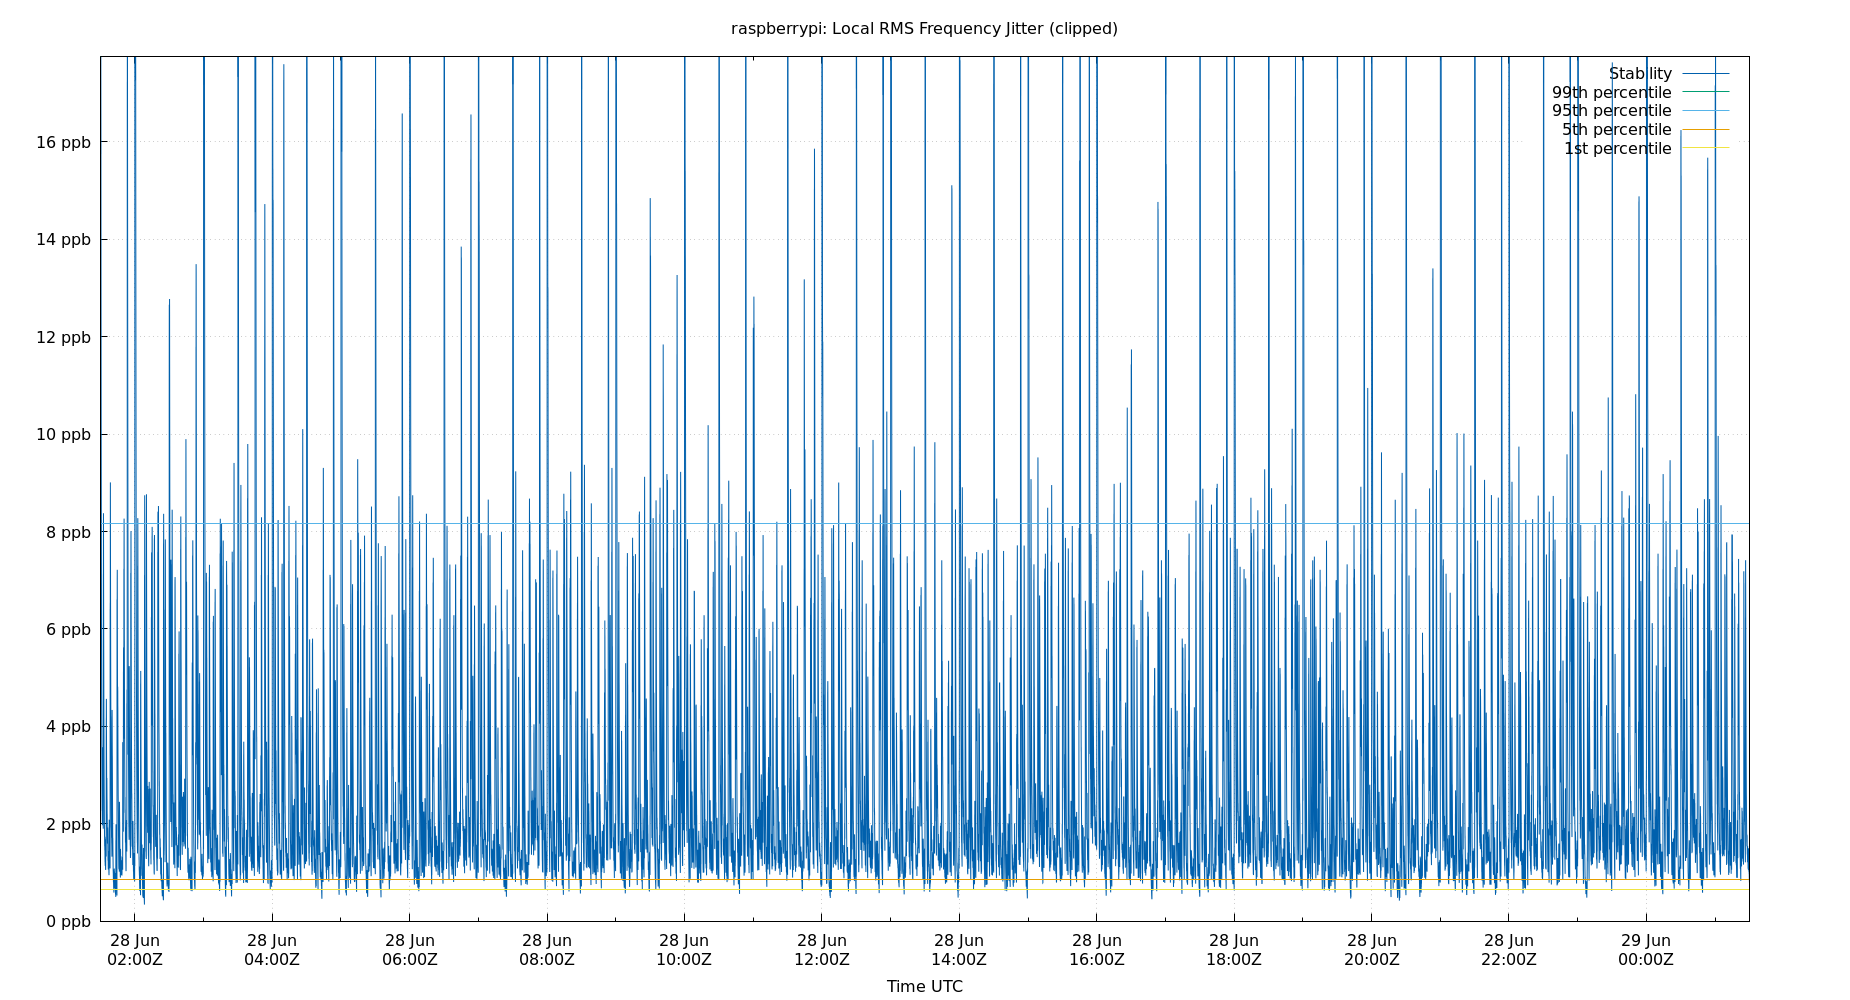 raspberrypi: Local RMS Frequency Jitter (clipped)
Stability
99th percentile
95th percentile
5th percentile
1st percentile
16 ppb
14 ppb
12 ppb
10 ppb
8 ppb
6 ppb
4 ppb
2 ppb
0 ppb
28 Jun 28 Jun 28 Jun 28 Jun 28 Jun 28 Jun 28 Jun 28 Jun 28 Jun 28 Jun 28 Jun 29 Jun
02:00Z 04:00Z 06:00Z 08:00Z 10:00Z 12:00Z 14:00Z 16:00Z 18:00Z 20:00Z 22:00Z 00:00Z
Time UTC